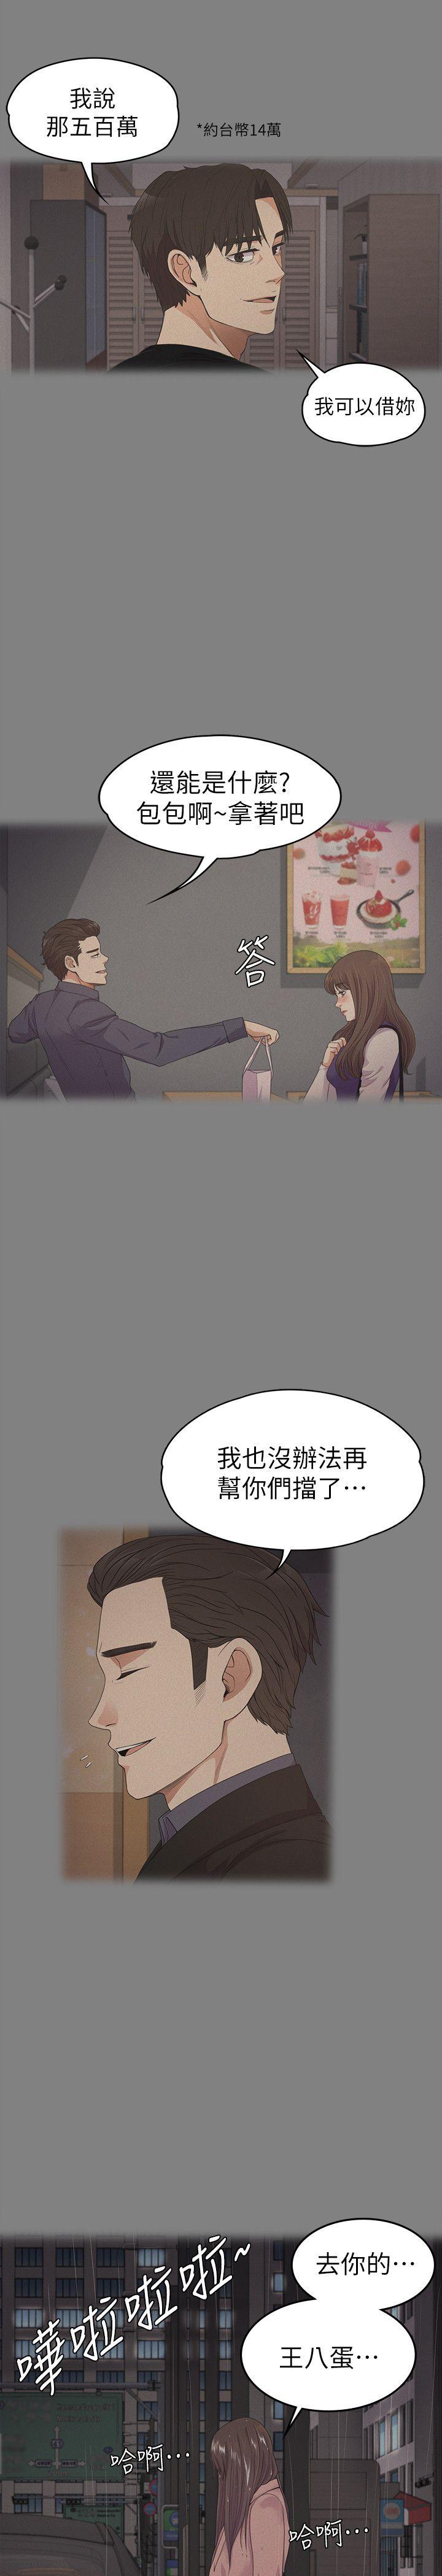 我說
那五百萬
*約台幣14萬
我可以借妳
還能是什麼?
包包啊~拿著吧
答
我也沒辦法再
幫你們擋了…
去你的…
王八蛋…
嘩啦啦啦~
哈啊…
哈啊…